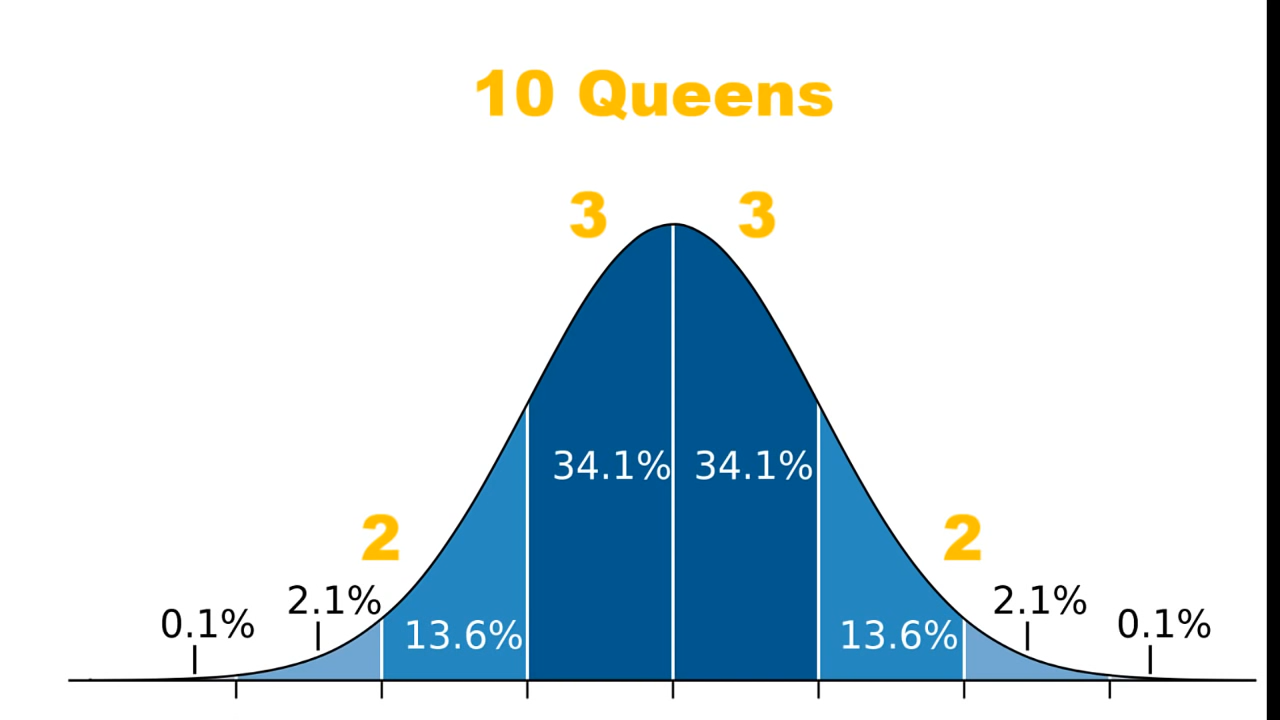 10 Queens
3 3
34.1% 34.1%
2 2
0.1% 2.1% 13.6% 13.6% 2.1% 0.1%